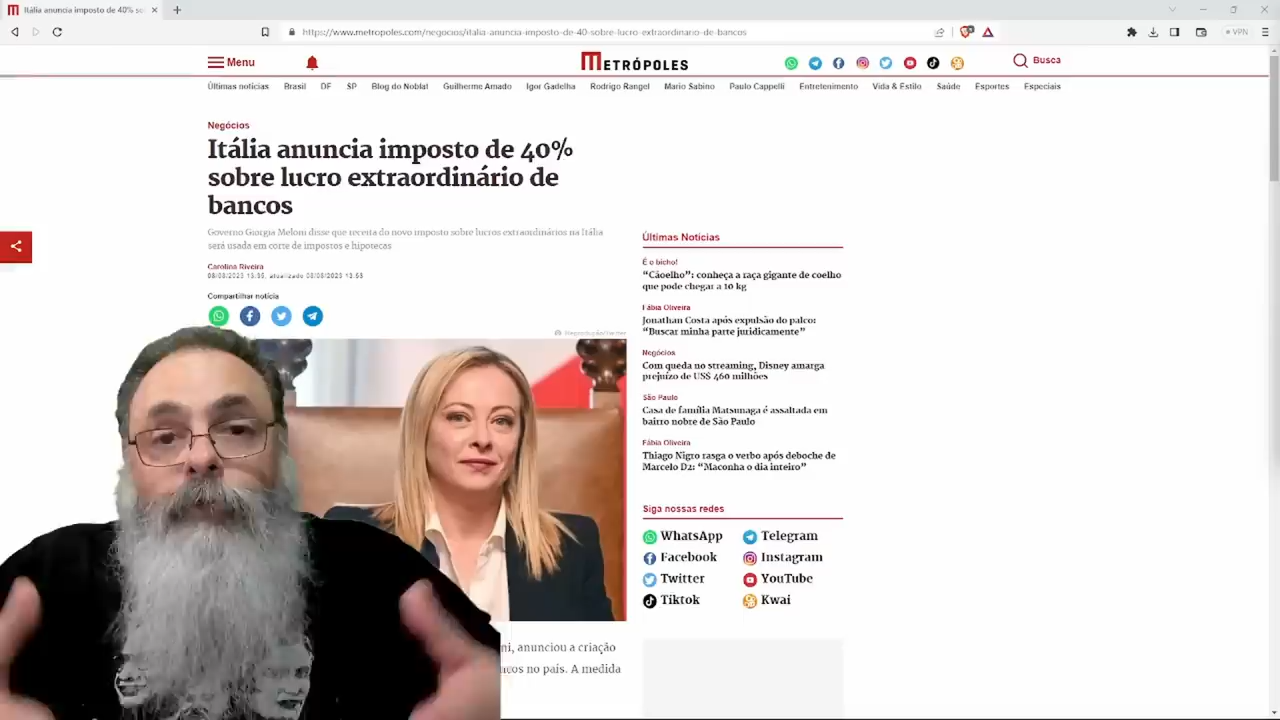 Itália anuncia imposto de 40% so
https://www.metropoles.com/negocios/italia-anuncia-imposto-de-40-sobre-lucro-extraordinario-de-bancos
VPN
Menu
METRÓPOLES
Busca
Últimas notícias Brasil DF SP Blog do Noblat Guilherme Amado Igor Gadelha Rodrigo Rangel Mario Sabino Paulo Cappelli Entretenimento Vida & Estilo Saúde Esportes Especiais
Negócios
Itália anuncia imposto de 40%
sobre lucro extraordinário de
bancos
Governo Giorgia Meloni disse que receita do novo imposto sobre lucros extraordinários na Itália
será usada em corte de impostos e hipotecas
Carolina Riveira
Compartilhar notícia
Últimas Notícias
É o bicho!
“Cãoelho”: conheça a raça gigante de coelho
que pode chegar a 10 kg
Fábia Oliveira
Jonathan Costa após expulsão do palco:
“Buscar minha parte juridicamente”
Negócios
Com queda no streaming, Disney amarga
prejuízo de US$ 460 milhões
São Paulo
Casa de família Matsunaga é assaltada em
bairro nobre de São Paulo
Fábia Oliveira
Thiago Nigro rasga o verbo após deboche de
Marcelo D2: “Maconha o dia inteiro”
Siga nossas redes
WhatsApp Telegram
Facebook Instagram
Twitter YouTube
Tiktok Kwai
ni, anunciou a criação
ncos no país. A medida